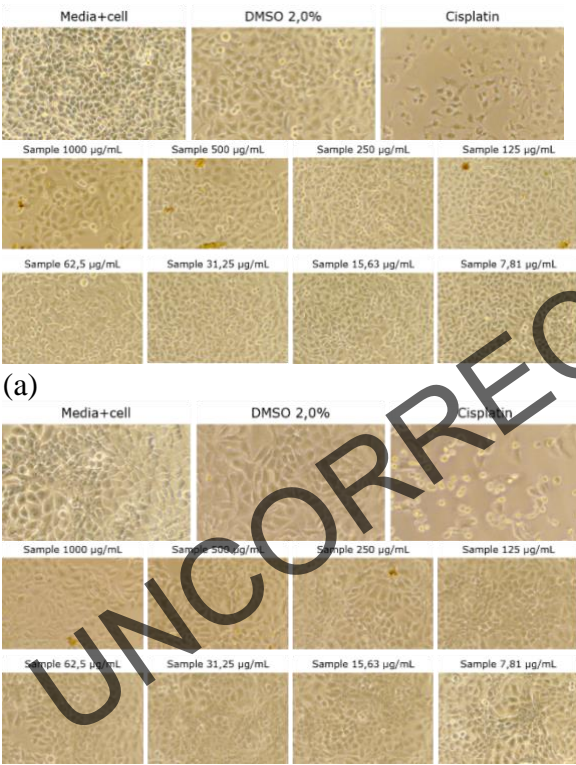 Media+cell DMSO 2,0% Cisplatin
Sample 1000 µg/mL Sample 500 µg/mL Sample 250 µg/mL Sample 125 µg/mL
Sample 62,5 µg/mL Sample 31,25 µg/mL Sample 15,63 µg/mL Sample 7,81 µg/mL
(a)
Media+cell DMSO 2,0% Cisplatin
Sample 1000 µg/mL Sample 500 µg/mL Sample 250 µg/mL Sample 125 µg/mL
Sample 62,5 µg/mL Sample 31,25 µg/mL Sample 15,63 µg/mL Sample 7,81 µg/mL
UNCORREC